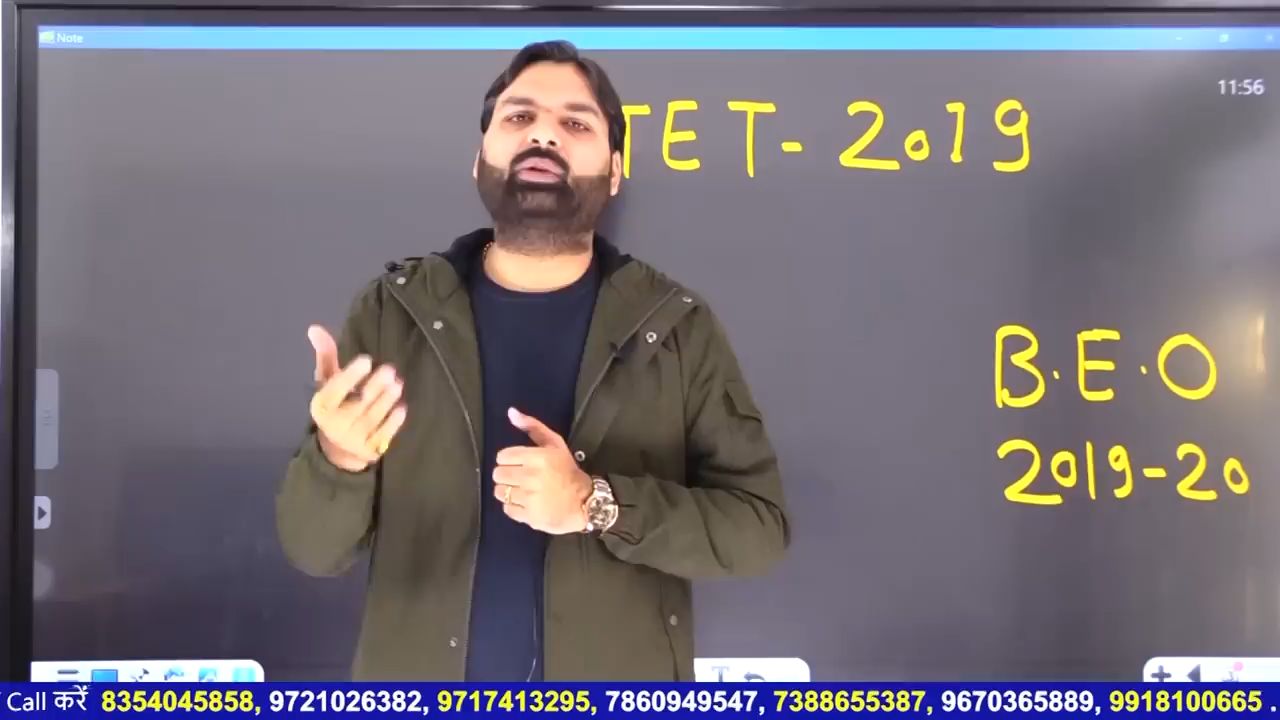 Note
11:56
TET-2019
B.E.O
2019-20
Call करें 8354045858, 9721026382, 9717413295, 7860949547, 7388655387, 9670365889, 9918100665.